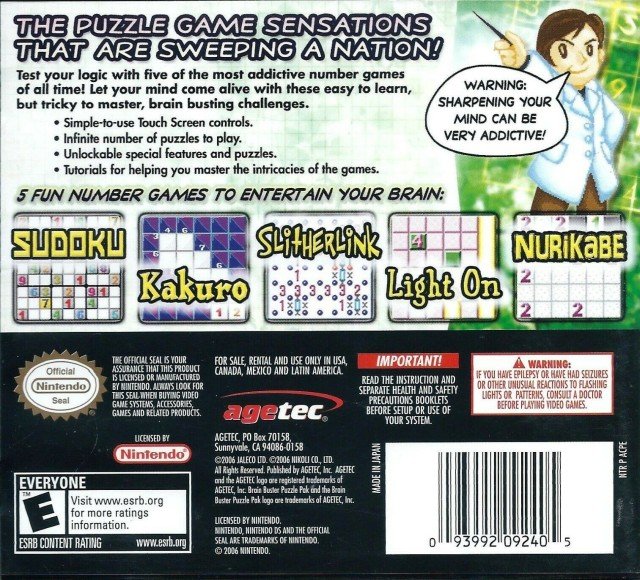 THE PUZZLE GAME SENSATIONS
THAT ARE SWEEPING A NATION!
Test your logic with five of the most addictive number games
of all time! Let your mind come alive with these easy to learn,
but tricky to master, brain busting challenges.
• Simple-to-use Touch Screen controls.
• Infinite number of puzzles to play.
• Unlockable special features and puzzles.
• Tutorials for helping you master the intricacies of the games.
WARNING:
SHARPENING YOUR
MIND CAN BE
VERY ADDICTIVE!
5 FUN NUMBER GAMES TO ENTERTAIN YOUR BRAIN:
SUDOKU
Kakuro
SLiTHERLiNK
Light On
NURiKABE
Official
Nintendo
Seal
THE OFFICIAL SEAL IS YOUR
ASSURANCE THAT THIS PRODUCT
IS LICENSED OR MANUFACTURED
BY NINTENDO. ALWAYS LOOK FOR
THIS SEAL WHEN BUYING VIDEO
GAME SYSTEMS, ACCESSORIES,
GAMES AND RELATED PRODUCTS.
LICENSED BY
Nintendo
EVERYONE
E
TM
Visit www.esrb.org
for more ratings
information.
ESRB CONTENT RATING www.esrb.org
FOR SALE, RENTAL AND USE ONLY IN USA,
CANADA, MEXICO AND LATIN AMERICA.
agetec®
AGETEC, PO Box 70158,
Sunnyvale, CA 94086-0158
©2006 JALECO LTD. ©2006 NIKOLI CO., LTD.
All Rights Reserved. Published by AGETEC, Inc. AGETEC
and the AGETEC logo are registered trademarks of
AGETEC, Inc. Brain Buster Puzzle Pak and the Brain
Buster Puzzle Pak logo are trademarks of AGETEC, Inc.
LICENSED BY NINTENDO.
NINTENDO, NINTENDO DS AND THE OFFICIAL
SEAL ARE TRADEMARKS OF NINTENDO.
© 2006 NINTENDO.
IMPORTANT!
READ THE INSTRUCTION AND
SEPARATE HEALTH AND SAFETY
PRECAUTIONS BOOKLETS
BEFORE SETUP OR USE OF
YOUR SYSTEM.
WARNING:
IF YOU HAVE EPILEPSY OR HAVE HAD SEIZURES
OR OTHER UNUSUAL REACTIONS TO FLASHING
LIGHTS OR PATTERNS, CONSULT A DOCTOR
BEFORE PLAYING VIDEO GAMES.
MADE IN JAPAN
0 93992 09240 5
NTR P ACPE